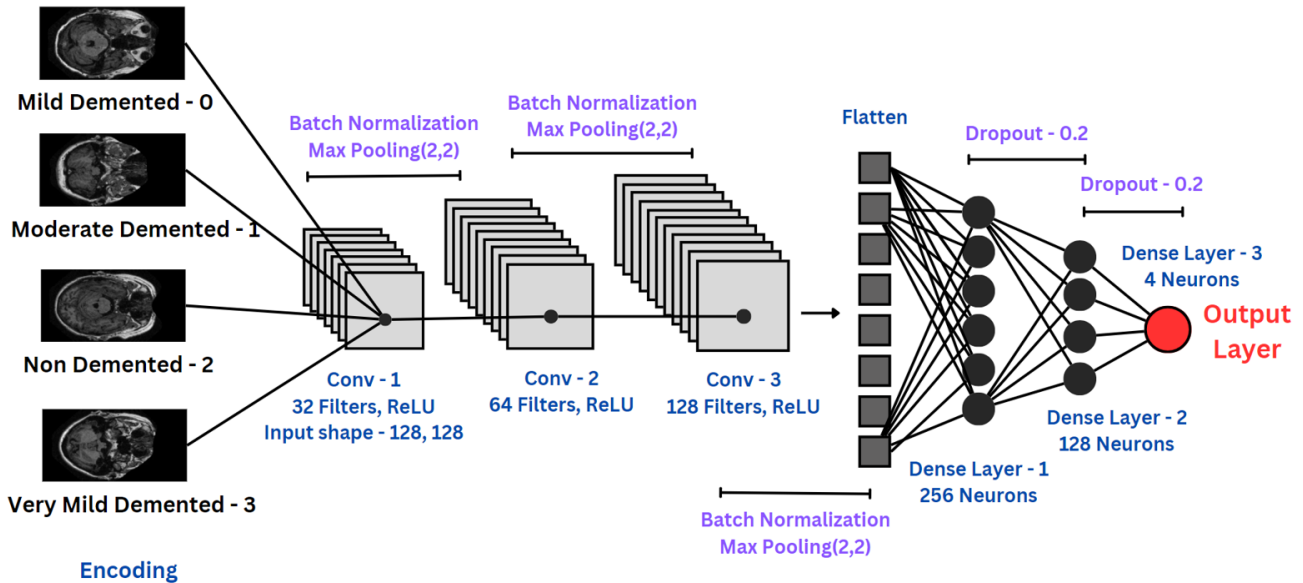 Mild Demented - 0
Moderate Demented - 1
Non Demented - 2
Very Mild Demented - 3
Encoding
Batch Normalization
Max Pooling(2,2)
Conv - 1
32 Filters, ReLU
Input shape - 128, 128
Batch Normalization
Max Pooling(2,2)
Conv - 2
64 Filters, ReLU
Conv - 3
128 Filters, ReLU
Batch Normalization
Max Pooling(2,2)
Flatten
Dropout - 0.2
Dense Layer - 1
256 Neurons
Dropout - 0.2
Dense Layer - 2
128 Neurons
Dense Layer - 3
4 Neurons
Output
Layer